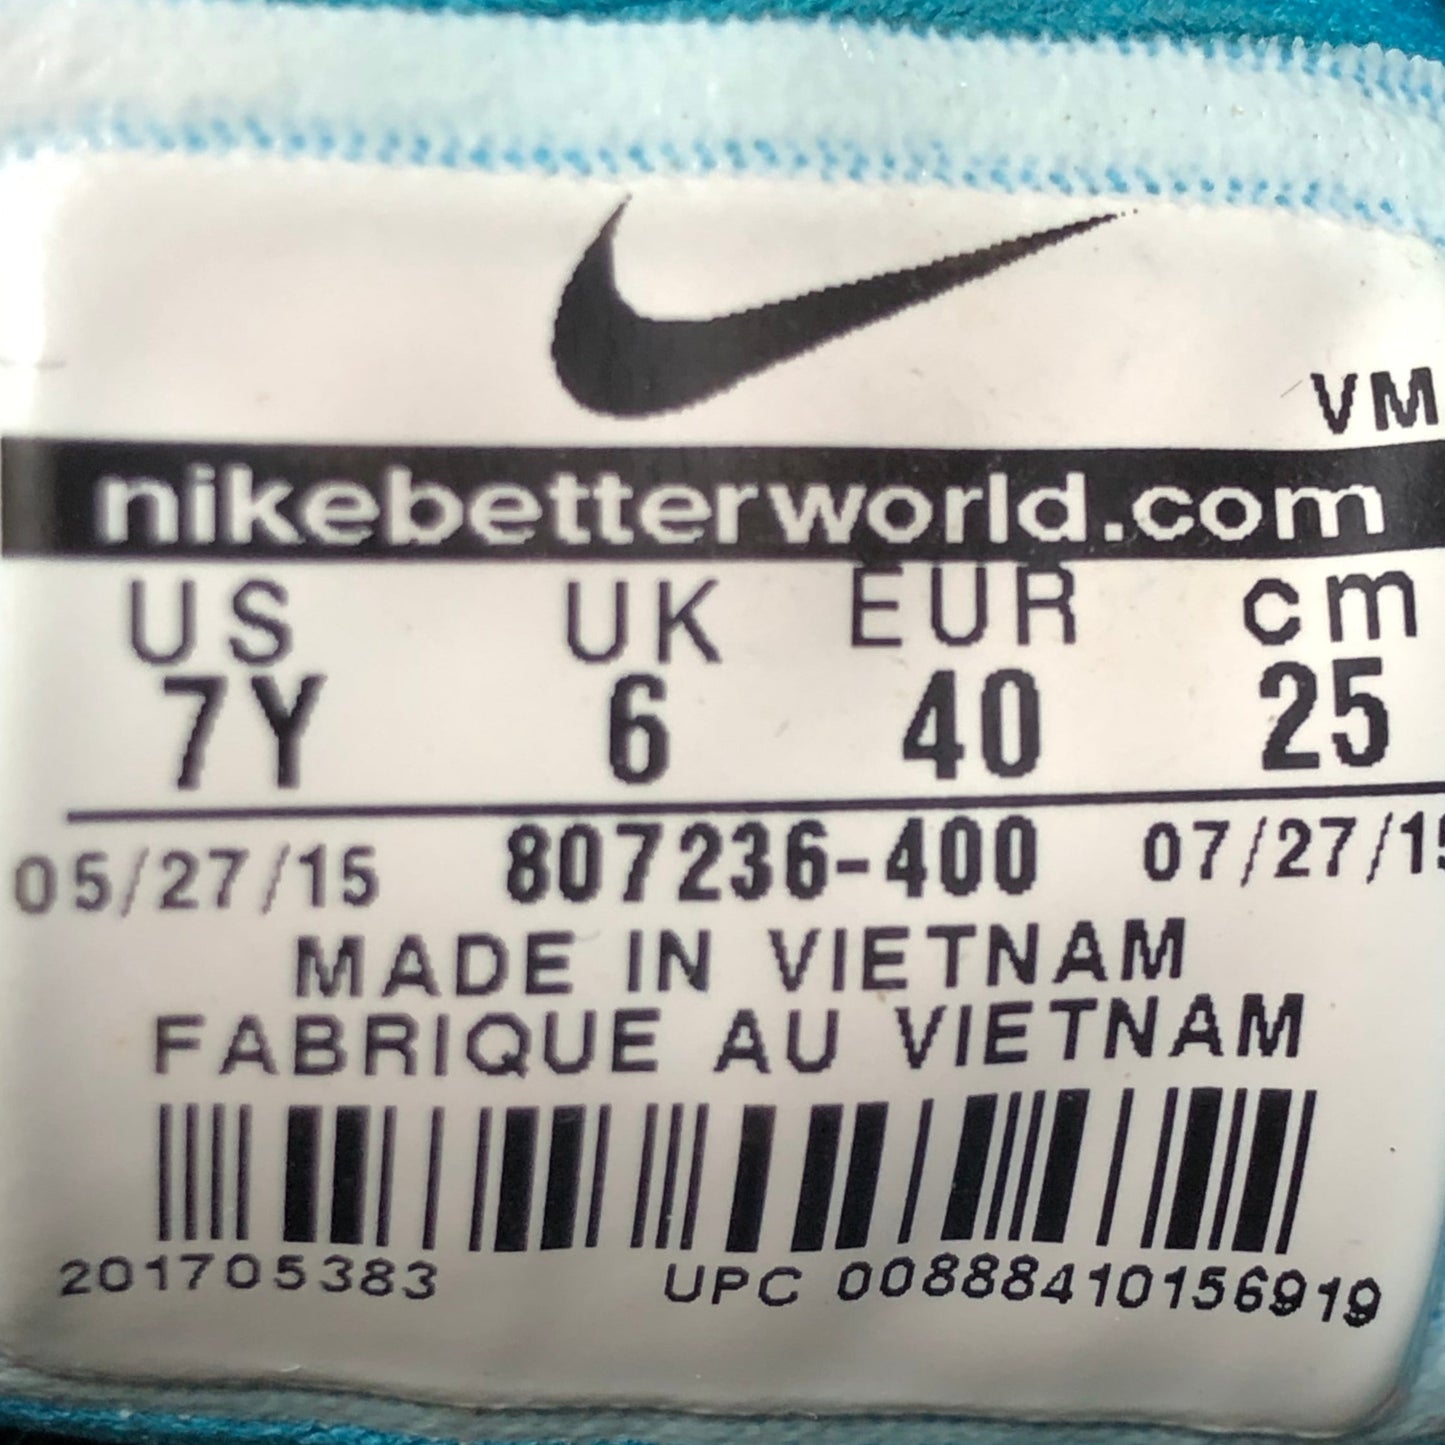 VM
nikebetterworld.com
US UK EUR cm
7Y 6 40 25
05/27/15 807236-400 07/27/15
MADE IN VIETNAM
FABRIQUE AU VIETNAM
201705383 UPC 00888410156919